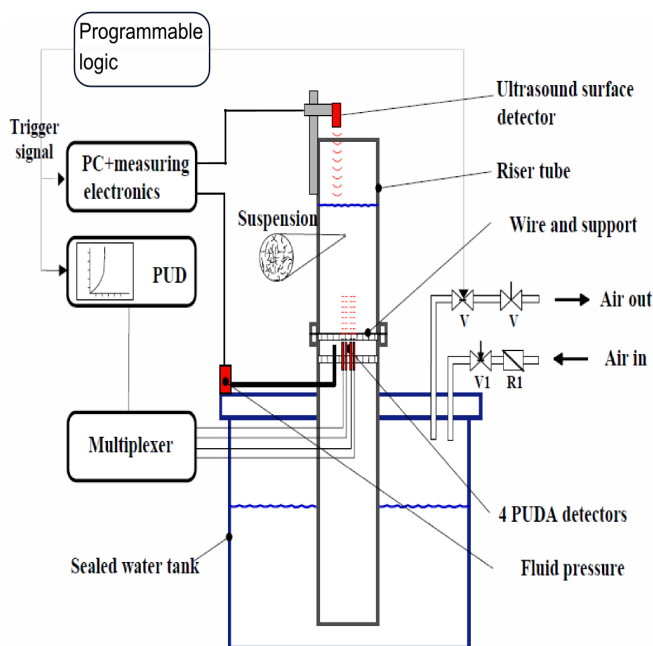 Programmable
logic
Trigger
signal
PC+measuring
electronics
PUD
Multiplexer
Sealed water tank
Suspension
Ultrasound surface
detector
Riser tube
Wire and support
V V
Air out
Air in
V1 R1
4 PUDA detectors
Fluid pressure